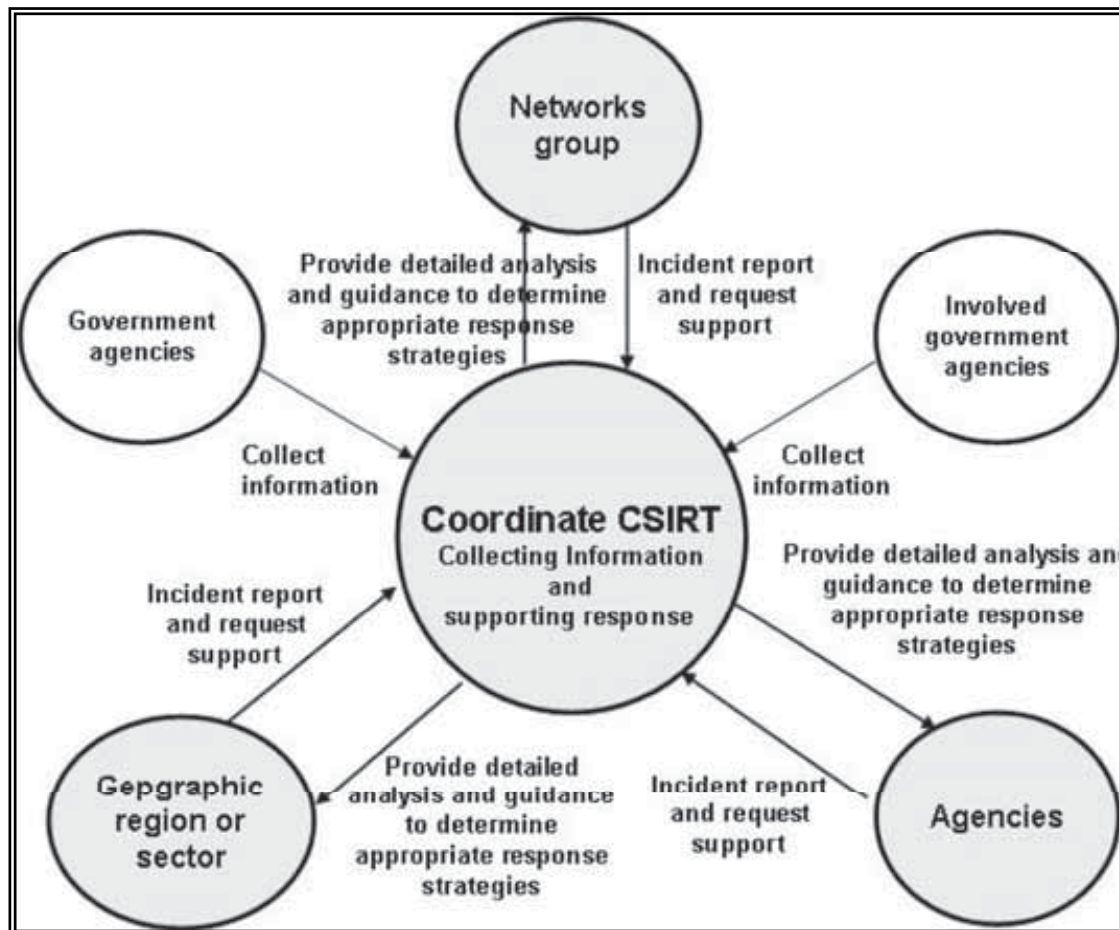 Networks
group
Provide detailed analysis
and guidance to determine
appropriate response
strategies
Incident report
and request
support
Government
agencies
Involved
government
agencies
Collect
information
Collect
information
Coordinate CSIRT
Collecting Information
and
supporting response
Provide detailed analysis an
guidance to determine
appropriate response
strategies
Incident report
and request
support
Gepgraphic
region or
sector
Provide detailed
analysis and guidance
to determine
appropriate response
strategies
Incident report
and request
support
Agencies